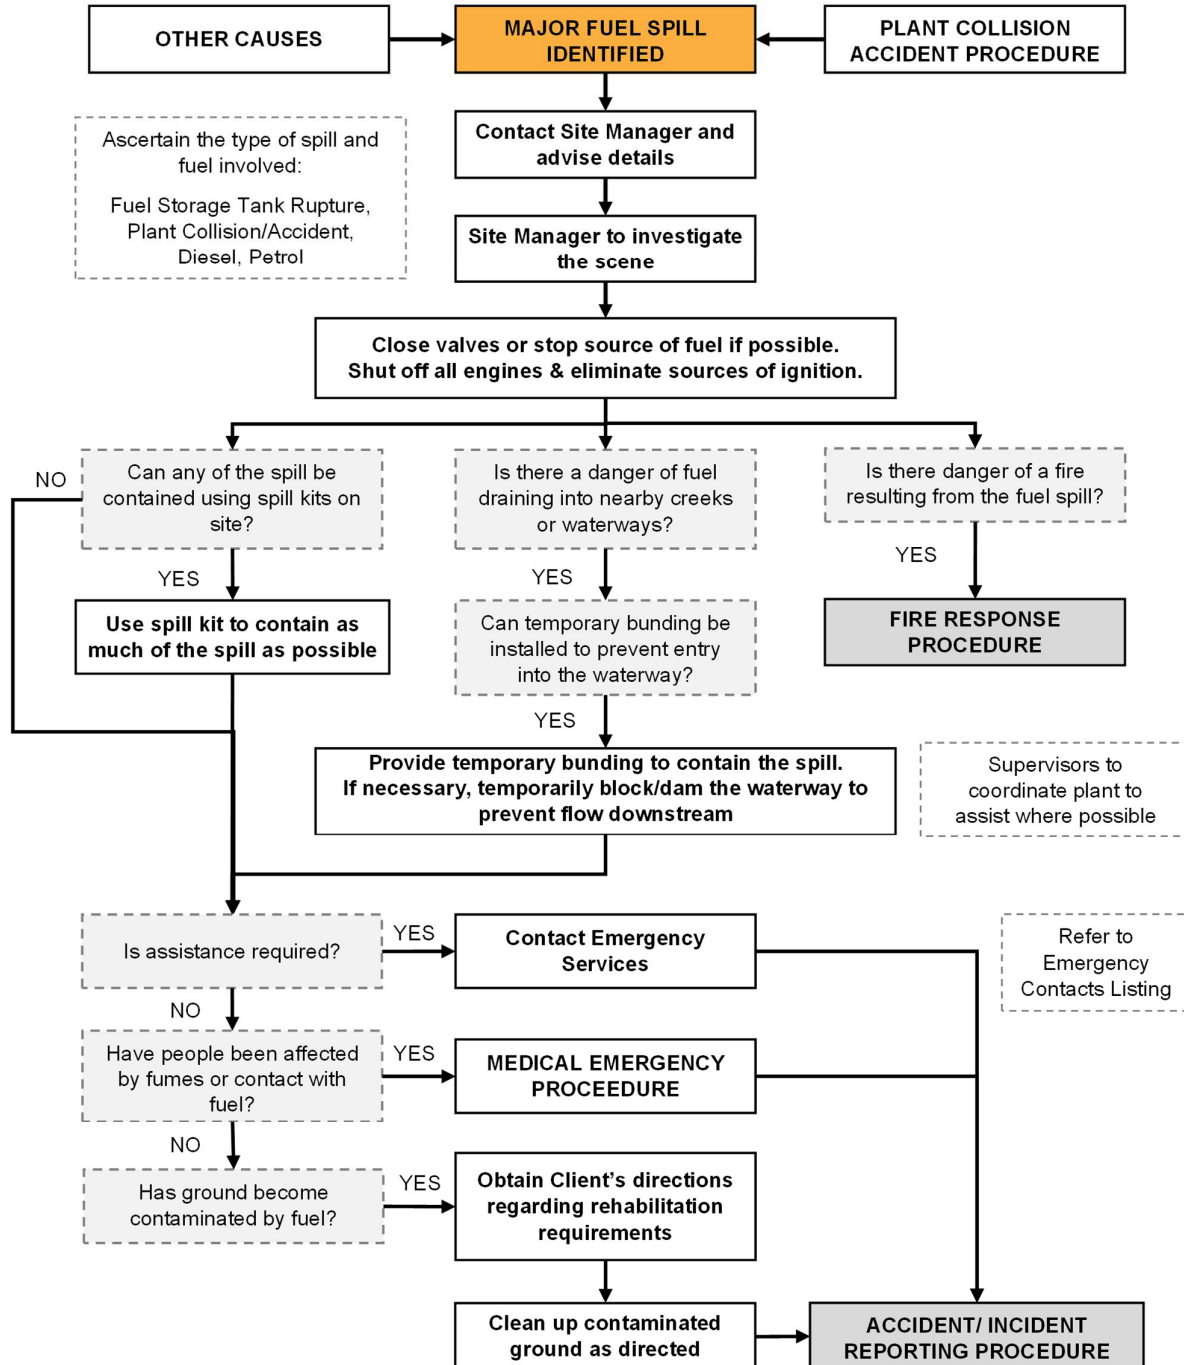 OTHER CAUSES
MAJOR FUEL SPILL
IDENTIFIED
PLANT COLLISION
ACCIDENT PROCEDURE
Ascertain the type of spill and
fuel involved:
Fuel Storage Tank Rupture,
Plant Collision/Accident,
Diesel, Petrol
Contact Site Manager and
advise details
Site Manager to investigate
the scene
Close valves or stop source of fuel if possible.
Shut off all engines & eliminate sources of ignition.
NO
Can any of the spill be
contained using spill kits on
site?
Is there a danger of fuel
draining into nearby creeks
or waterways?
Is there danger of a fire
resulting from the fuel spill?
YES
YES
YES
Use spill kit to contain as
much of the spill as possible
Can temporary bunding be
installed to prevent entry
into the waterway?
FIRE RESPONSE
PROCEDURE
YES
Provide temporary bunding to contain the spill.
If necessary, temporarily block/dam the waterway to
prevent flow downstream
Supervisors to
coordinate plant to
assist where possible
Is assistance required?
YES
Contact Emergency
Services
Refer to
Emergency
Contacts Listing
NO
Have people been affected
by fumes or contact with
fuel?
YES
MEDICAL EMERGENCY
PROCEEDURE
NO
Has ground become
contaminated by fuel?
YES
Obtain Client’s directions
regarding rehabilitation
requirements
Clean up contaminated
ground as directed
ACCIDENT/ INCIDENT
REPORTING PROCEDURE